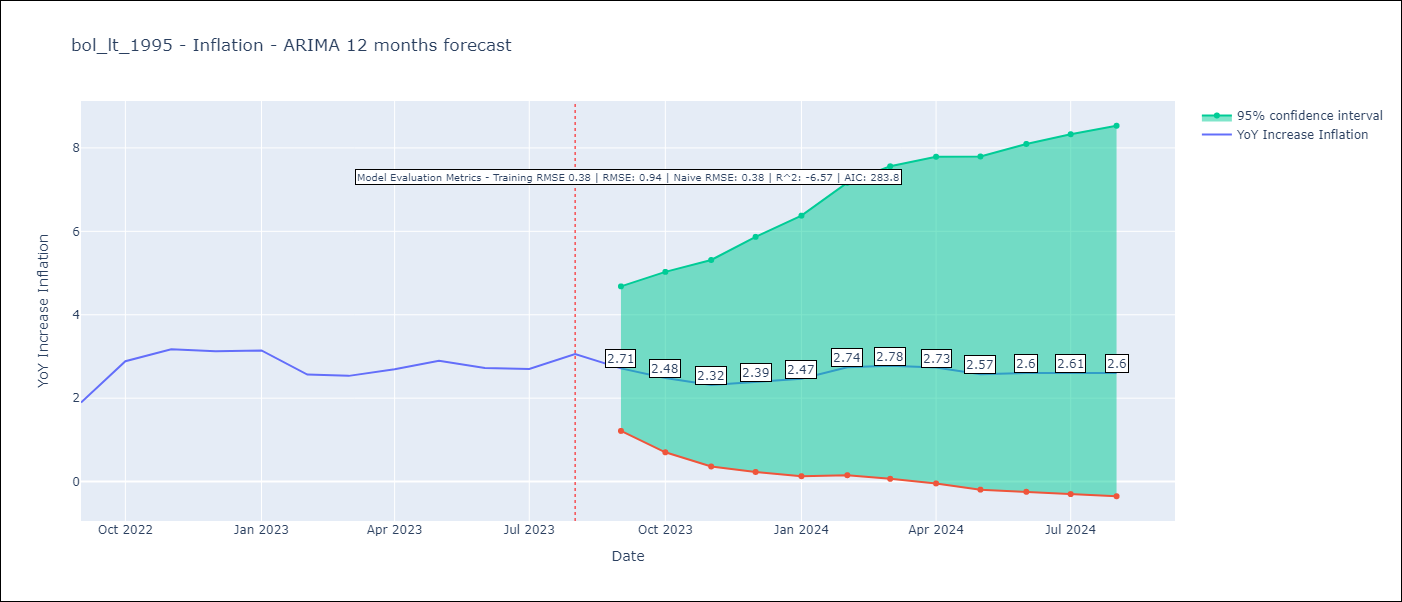 bol_lt_1995 - Inflation - ARIMA 12 months forecast
95% confidence interval
YoY Increase Inflation
Model Evaluation Metrics - Training RMSE 0.38 | RMSE: 0.94 | Naive RMSE: 0.38 | R^2: -6.57 | AIC: 283.8
YoY Increase Inflation
8
6
4
2
0
2.71
2.48
2.32
2.39
2.47
2.74
2.78
2.73
2.57
2.6
2.61
2.6
Oct 2022
Jan 2023
Apr 2023
Jul 2023
Oct 2023
Jan 2024
Apr 2024
Jul 2024
Date